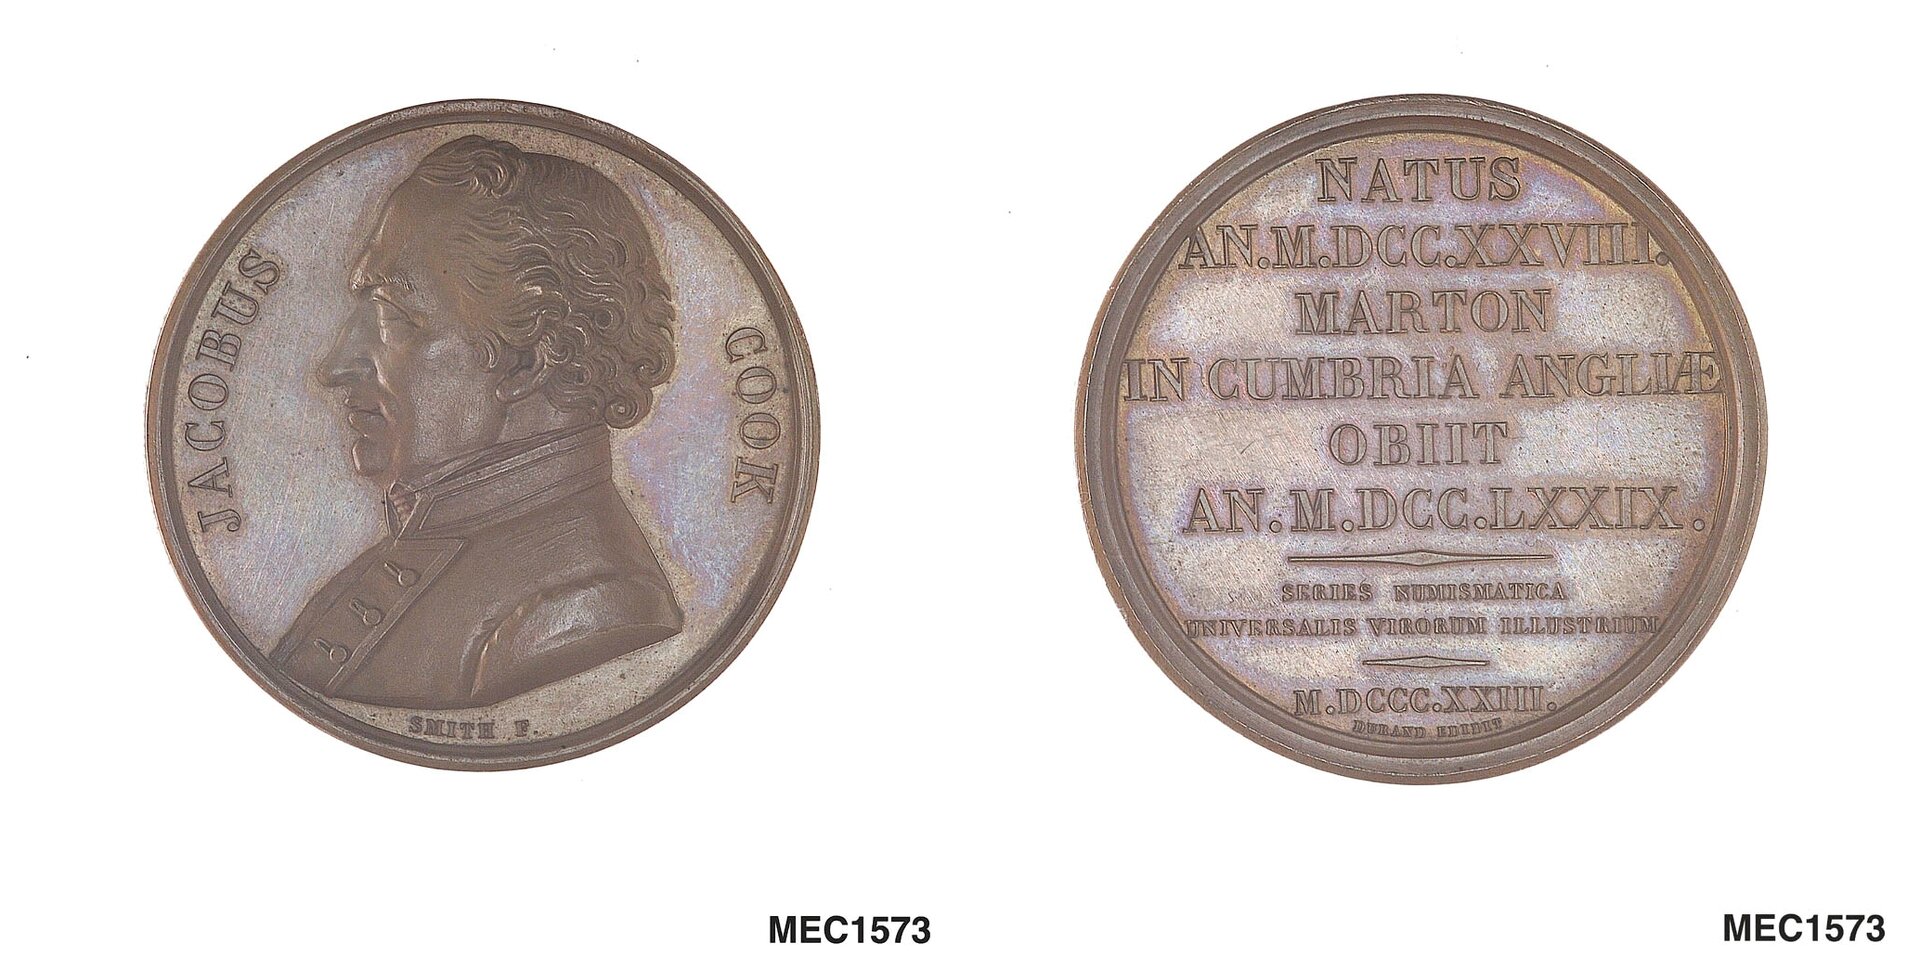 JACOBUS COOK
SMITH F.
MEC1573
NATUS
AN.M.DCC.XXVIII.
MARTON
IN CUMBRIA ANGLIÆ
OBIIT
AN.M.DCC.LXXIX.
SERIES NUMISMATICA
UNIVERSALIS VIRORUM ILLUSTRIUM
M.DCCC.XXIII.
DURAND EDIDIT
MEC1573